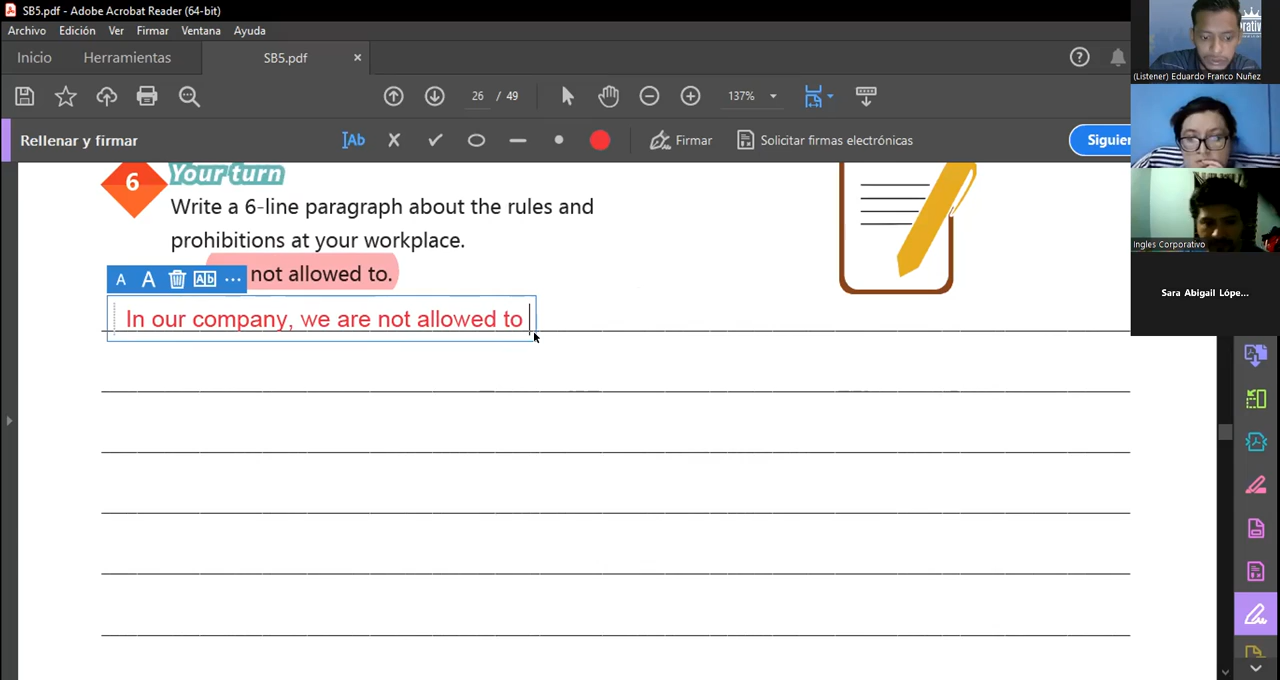 SB5.pdf - Adobe Acrobat Reader (64-bit)
Archivo Edición Ver Firmar Ventana Ayuda
Inicio Herramientas SB5.pdf ×
26 / 49 137%
Rellenar y firmar Ab Firmar Solicitar firmas electrónicas Siguien
(Listener) Eduardo Franco Nuñez
Ingles Corporativo
Sara Abigail Lópe...
6 Your turn
Write a 6-line paragraph about the rules and
prohibitions at your workplace.
A A Ab ... not allowed to.
In our company, we are not allowed to